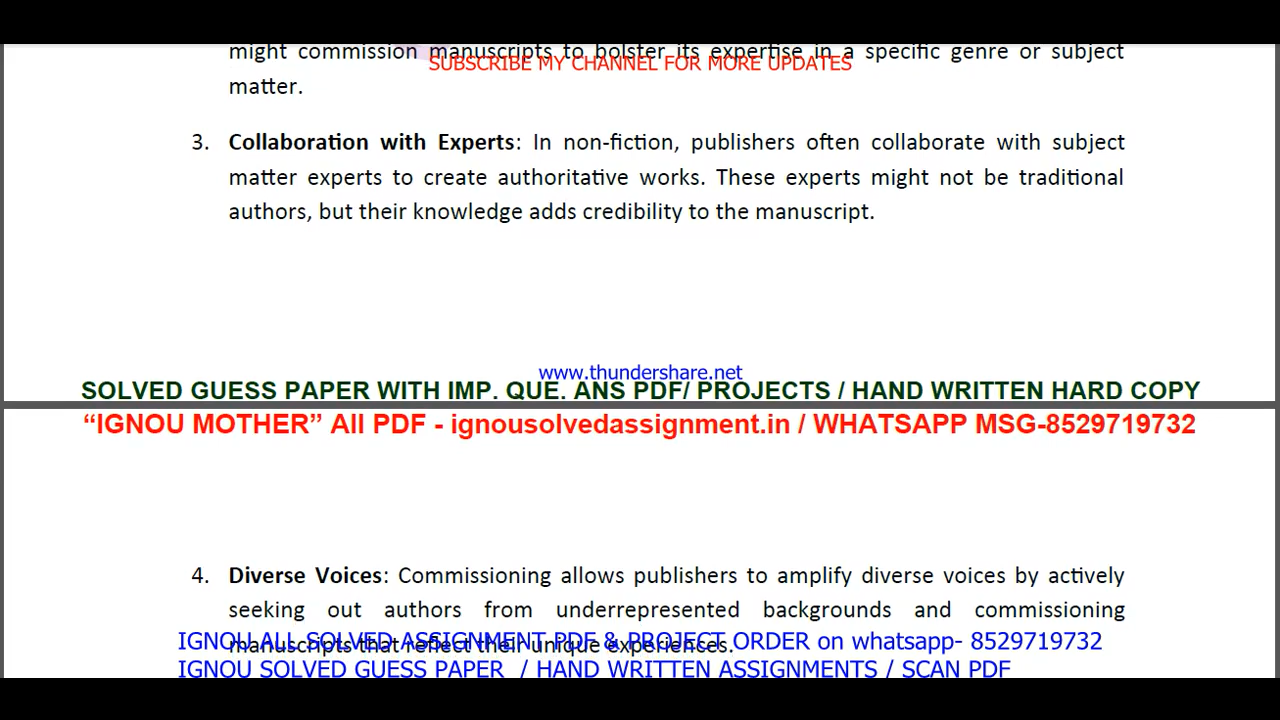 might commission manuscripts to bolster its expertise in a specific genre or subject
SUBSCRIBE MY CHANNEL FOR MORE UPDATES
matter.
3. Collaboration with Experts: In non-fiction, publishers often collaborate with subject
matter experts to create authoritative works. These experts might not be traditional
authors, but their knowledge adds credibility to the manuscript.
www.thundershare.net
SOLVED GUESS PAPER WITH IMP. QUE. ANS PDF/ PROJECTS / HAND WRITTEN HARD COPY
“IGNOU MOTHER” All PDF - ignousolvedassignment.in / WHATSAPP MSG-8529719732
4. Diverse Voices: Commissioning allows publishers to amplify diverse voices by actively
seeking out authors from underrepresented backgrounds and commissioning
manuscripts that reflect their unique experiences.
IGNOU ALL SOLVED ASSIGNMENT PDF & PROJECT ORDER on whatsapp- 8529719732
IGNOU SOLVED GUESS PAPER / HAND WRITTEN ASSIGNMENTS / SCAN PDF